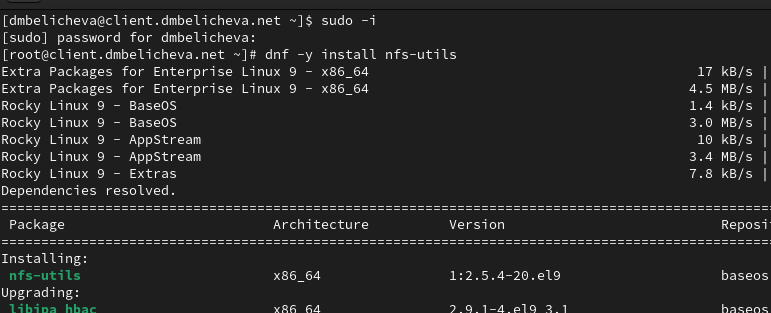 [dmbelicheva@client.dmbelicheva.net ~]$ sudo -i
[sudo] password for dmbelicheva:
[root@client.dmbelicheva.net ~]# dnf -y install nfs-utils
Extra Packages for Enterprise Linux 9 - x86_64 17 kB/s |
Extra Packages for Enterprise Linux 9 - x86_64 4.5 MB/s |
Rocky Linux 9 - BaseOS 1.4 kB/s |
Rocky Linux 9 - BaseOS 3.0 MB/s |
Rocky Linux 9 - AppStream 10 kB/s |
Rocky Linux 9 - AppStream 3.4 MB/s |
Rocky Linux 9 - Extras 7.8 kB/s |
Dependencies resolved.
================================================================================================
Package Architecture Version Reposi
================================================================================================
Installing:
nfs-utils x86_64 1:2.5.4-20.el9 baseos
Upgrading:
libipa_hbac x86_64 2.9.1-4.el9_3.1 baseos